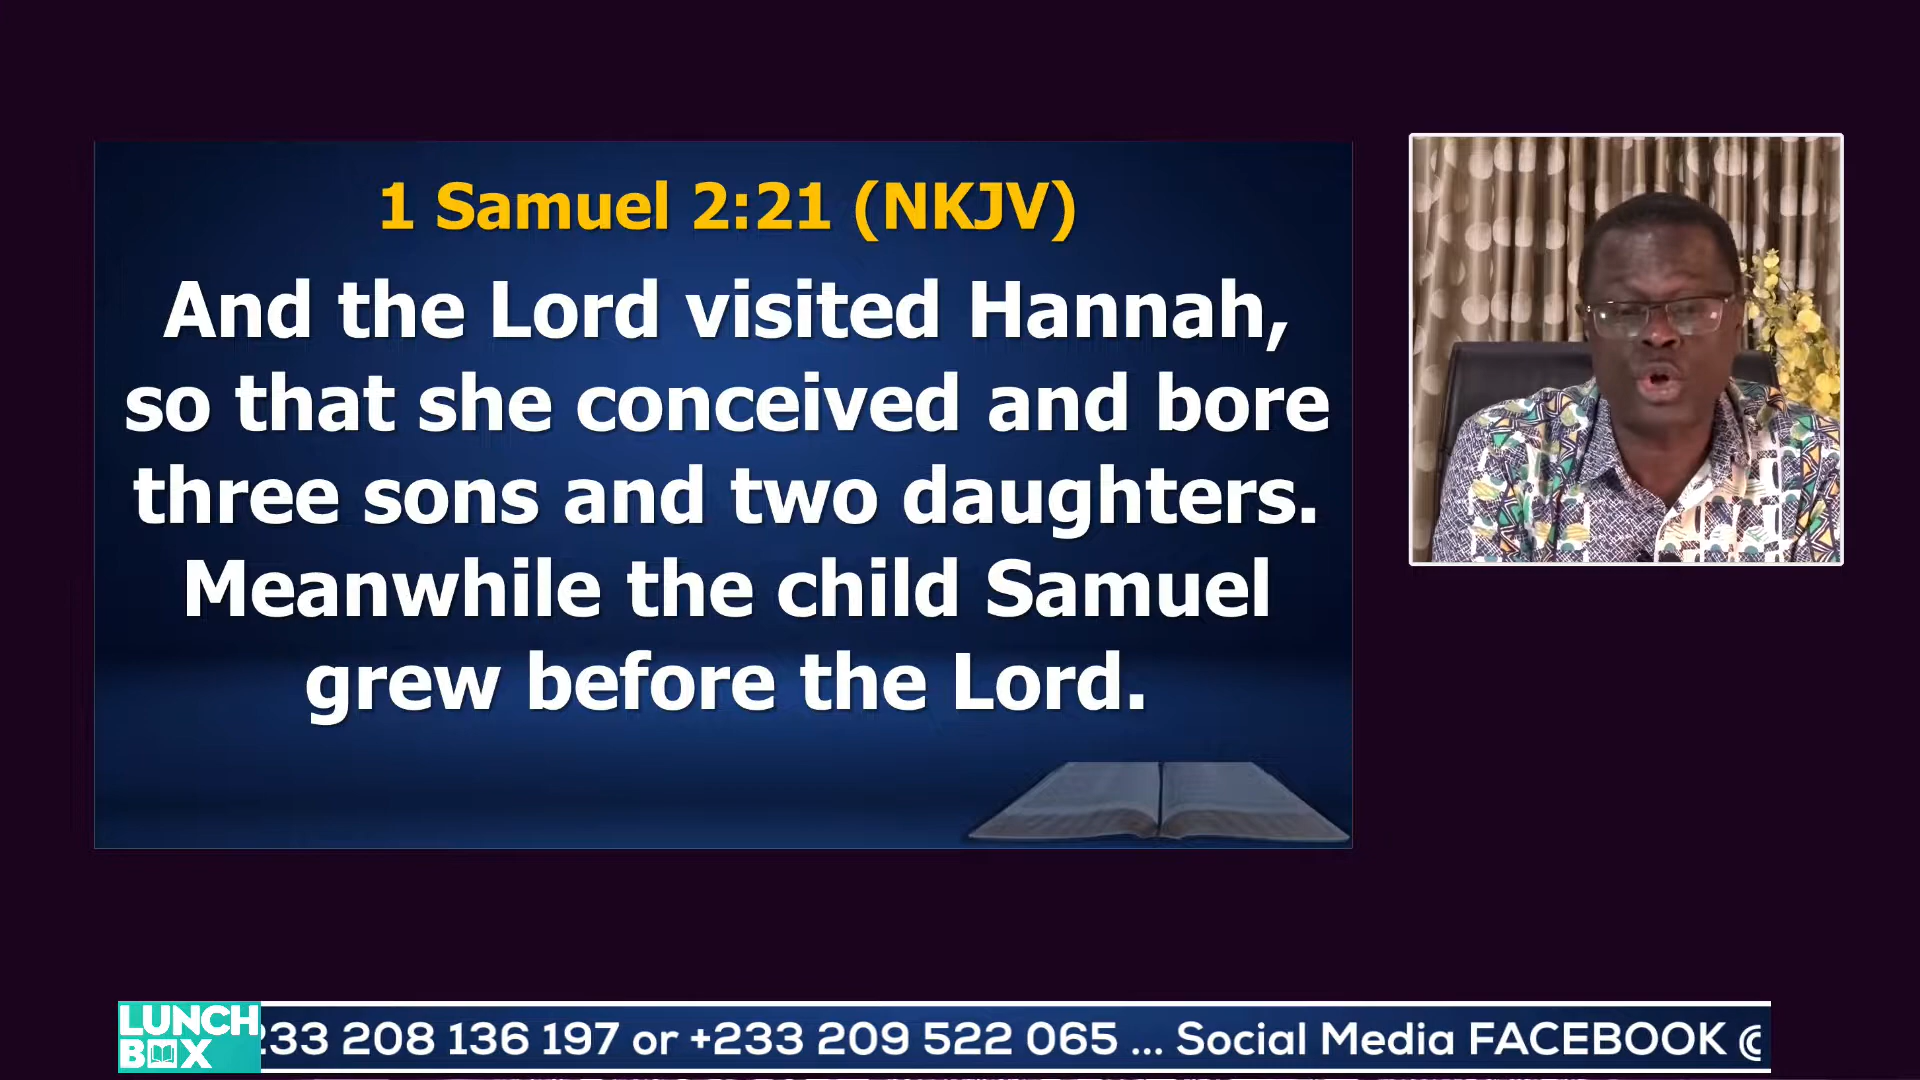 1 Samuel 2:21 (NKJV)
And the Lord visited Hannah,
so that she conceived and bore
three sons and two daughters.
Meanwhile the child Samuel
grew before the Lord.
LUNCH
BOX
233 208 136 197 or +233 209 522 065 ... Social Media FACEBOOK @